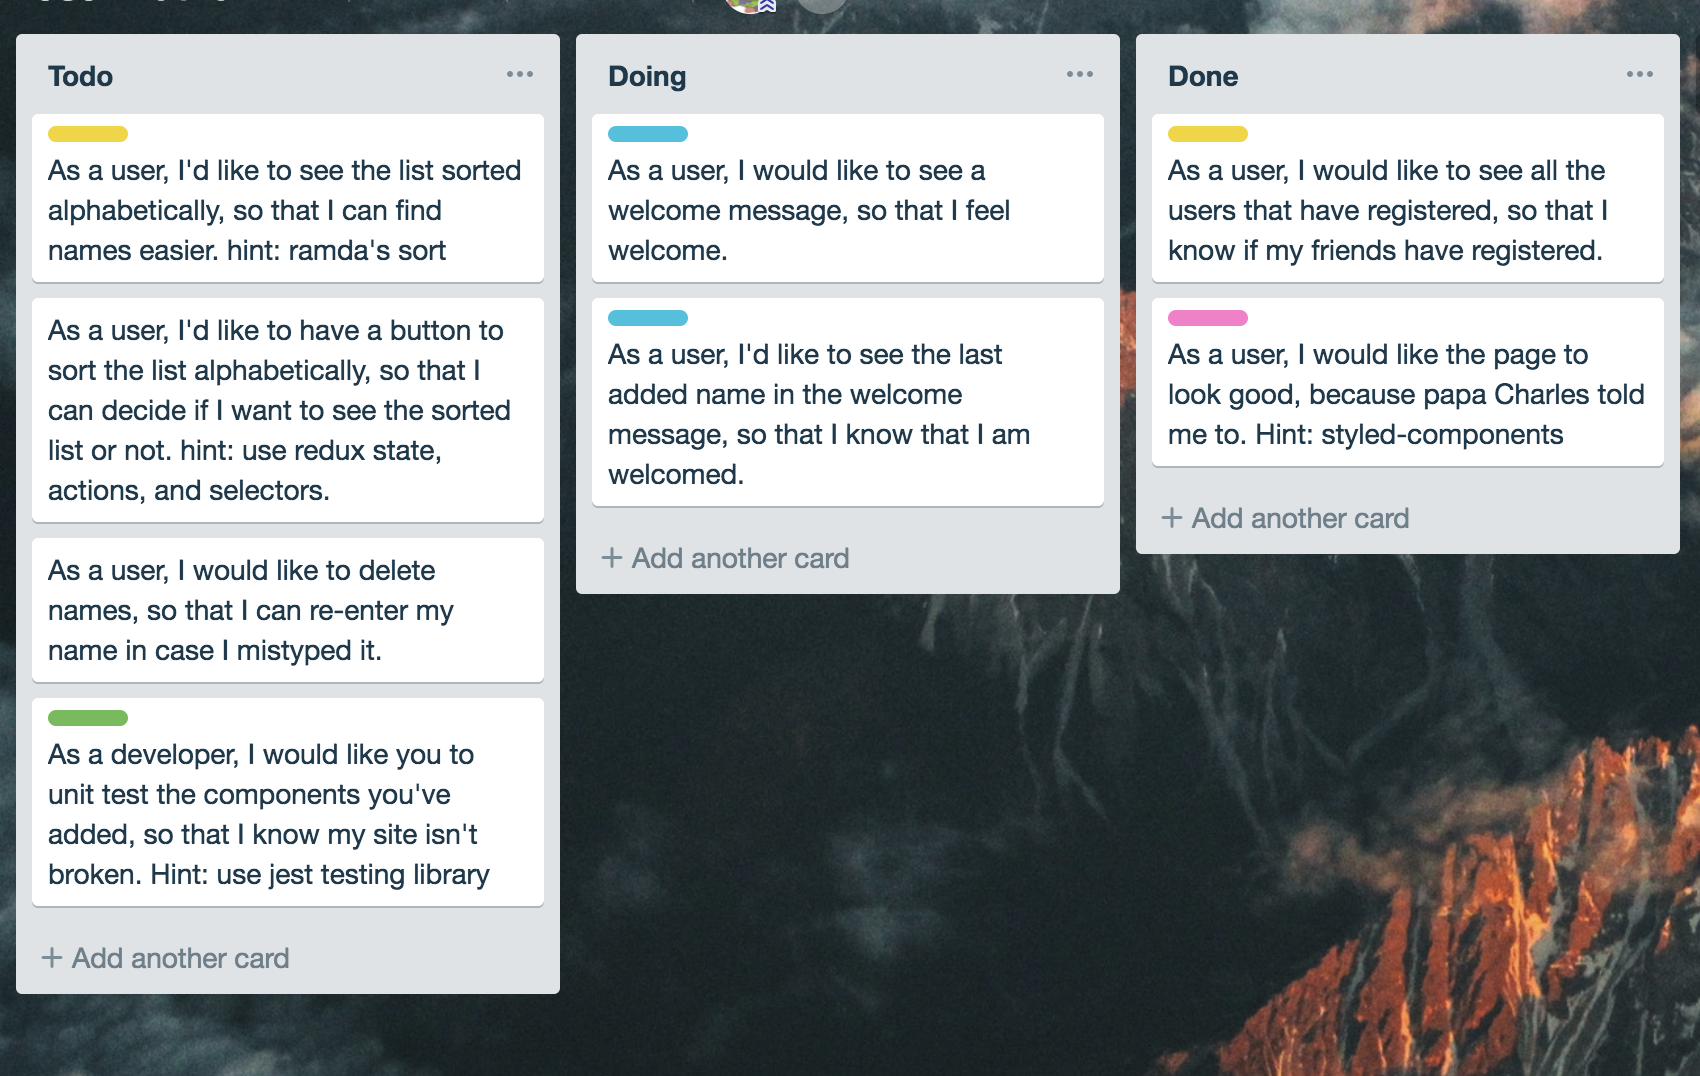 Todo
As a user, I'd like to see the list sorted
alphabetically, so that I can find
names easier. hint: ramda's sort
As a user, I'd like to have a button to
sort the list alphabetically, so that I
can decide if I want to see the sorted
list or not. hint: use redux state,
actions, and selectors.
As a user, I would like to delete
names, so that I can re-enter my
name in case I mistyped it.
As a developer, I would like you to
unit test the components you've
added, so that I know my site isn't
broken. Hint: use jest testing library
+ Add another card
Doing
As a user, I would like to see a
welcome message, so that I feel
welcome.
As a user, I'd like to see the last
added name in the welcome
message, so that I know that I am
welcomed.
+ Add another card
Done
As a user, I would like to see all the
users that have registered, so that I
know if my friends have registered.
As a user, I would like the page to
look good, because papa Charles told
me to. Hint: styled-components
+ Add another card